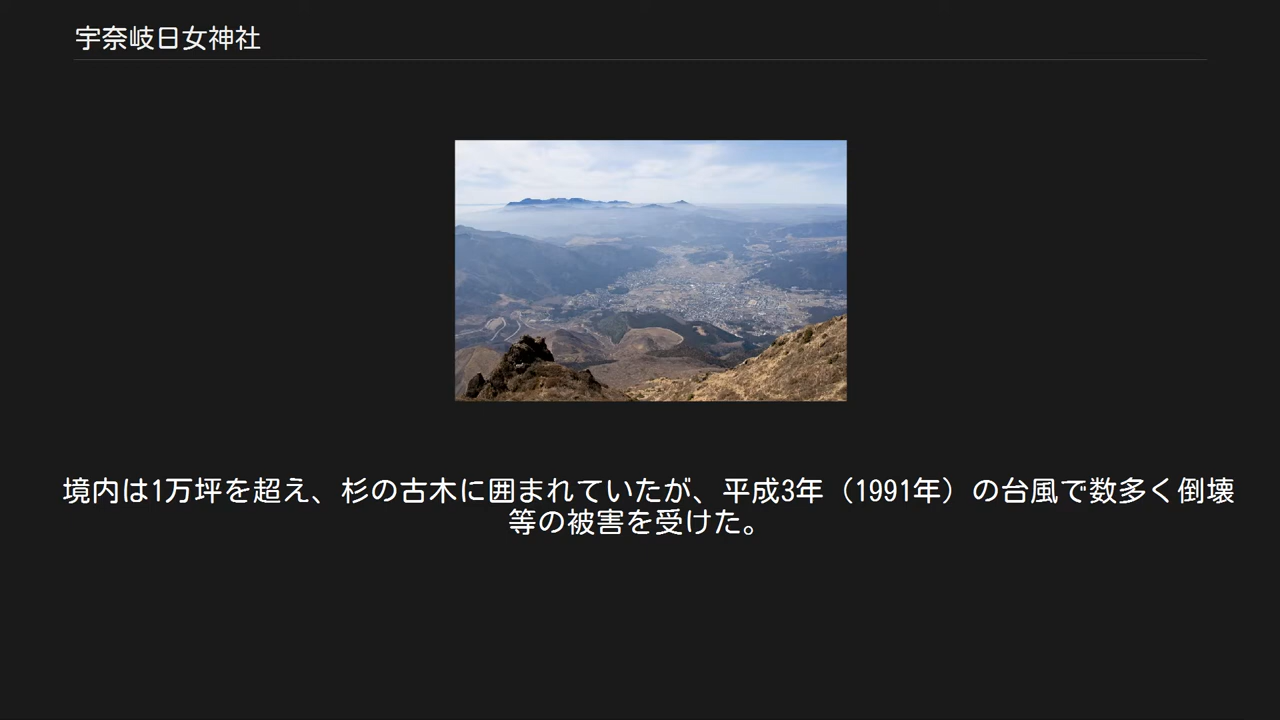 宇奈岐日女神社
境内は1万坪を超え、杉の古木に囲まれていたが、平成3年（1991年）の台風で数多く倒壊
等の被害を受けた。